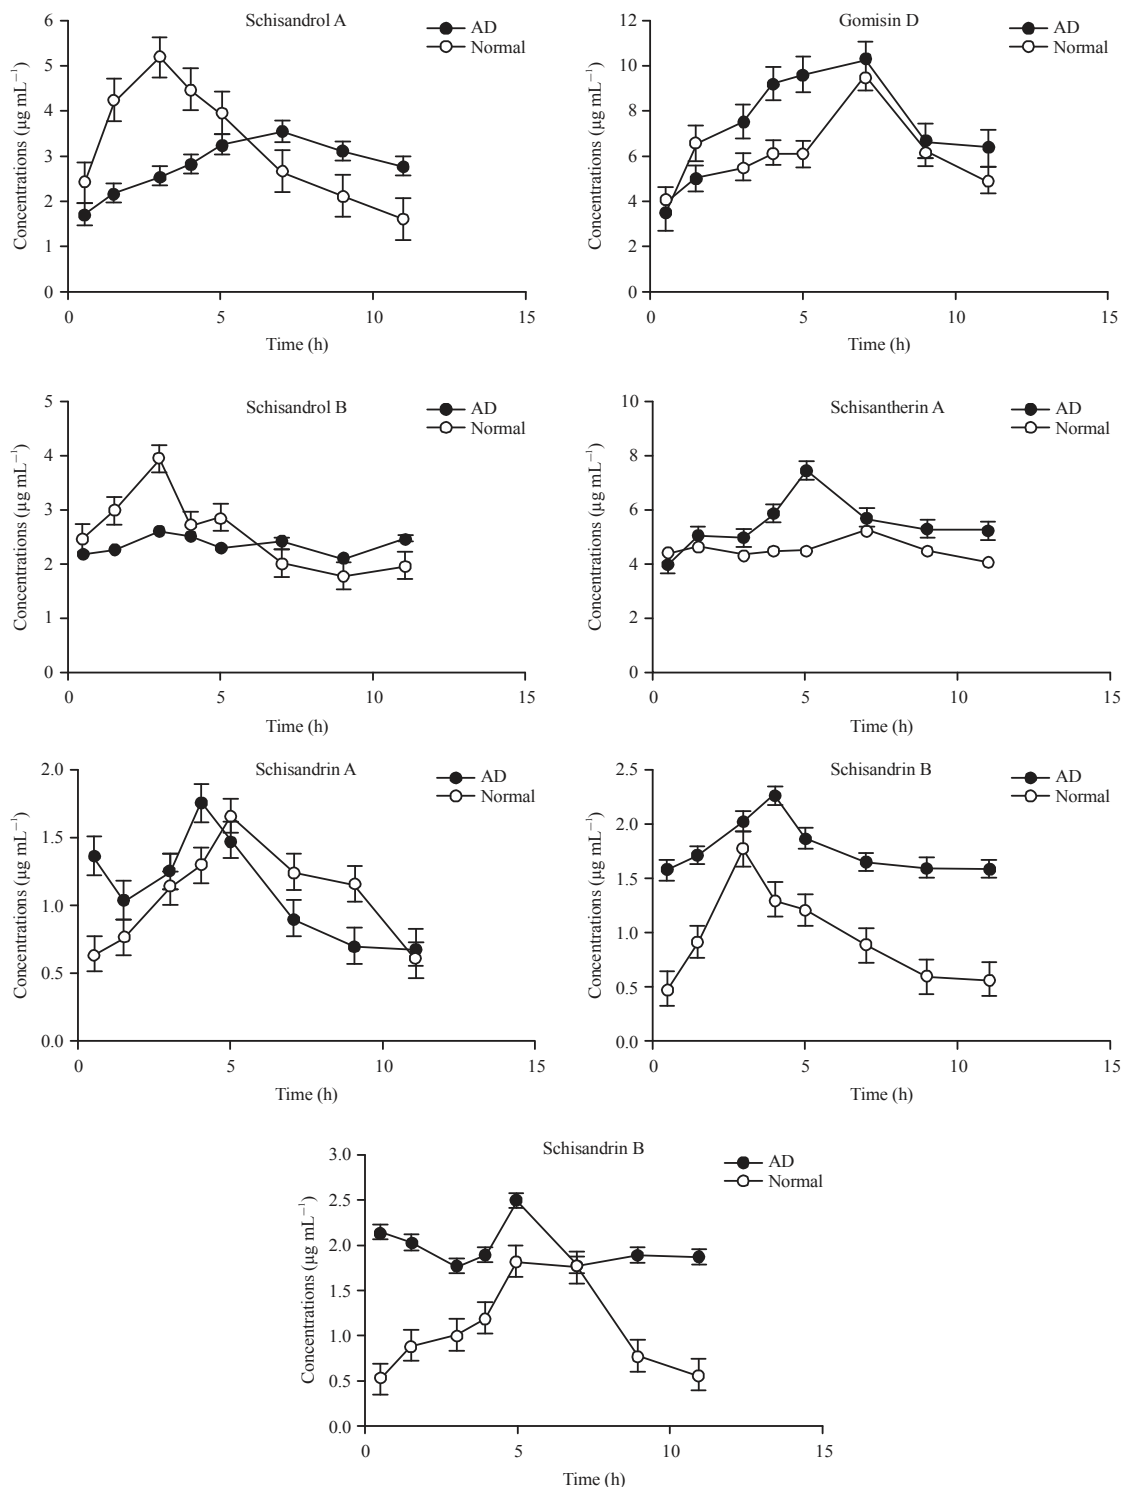 Schisandrol A
AD
Normal
Concentrations (µg mL⁻¹)
6
5
4
3
2
1
0
0 5 10 15
Time (h)
Gomisin D
AD
Normal
Concentrations (µg mL⁻¹)
12
10
8
6
4
2
0
0 5 10 15
Time (h)
Schisandrol B
AD
Normal
Concentrations (µg mL⁻¹)
5
4
3
2
1
0
0 5 10 15
Time (h)
Schisantherin A
AD
Normal
Concentrations (µg mL⁻¹)
10
8
6
4
2
0
0 5 10 15
Time (h)
Schisandrin A
AD
Normal
Concentrations (µg mL⁻¹)
2.0
1.5
1.0
0.5
0.0
0 5 10 15
Time (h)
Schisandrin B
AD
Normal
Concentrations (µg mL⁻¹)
2.5
2.0
1.5
1.0
0.5
0.0
0 5 10 15
Time (h)
Schisandrin B
AD
Normal
Concentrations (µg mL⁻¹)
3.0
2.5
2.0
1.5
1.0
0.5
0.0
0 5 10 15
Time (h)